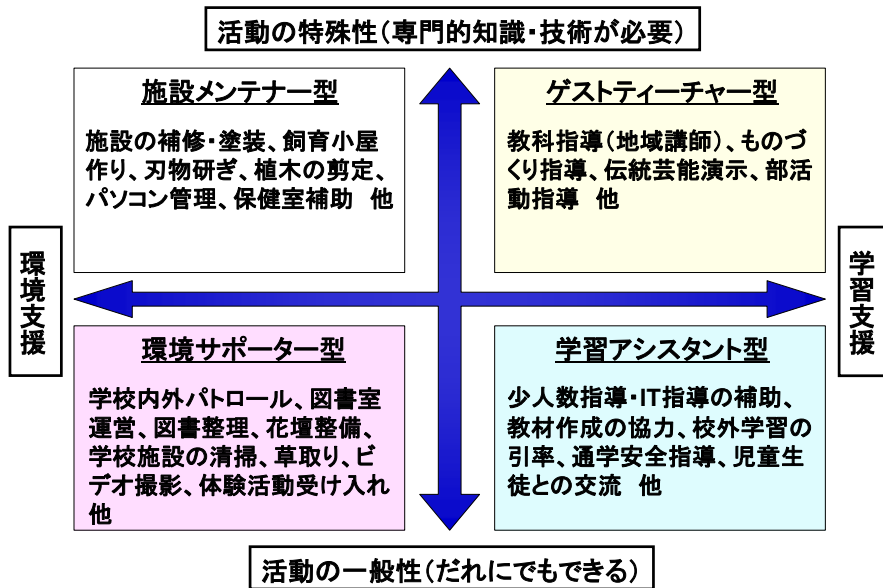 活動の特殊性(専門的知識・技術が必要)
施設メンテナー型
施設の補修・塗装、飼育小屋
作り、刃物研ぎ、植木の剪定、
パソコン管理、保健室補助　他
ゲストティーチャー型
教科指導(地域講師)、ものづ
くり指導、伝統芸能演示、部活
動指導　他
環境支援
学習支援
環境サポーター型
学校内外パトロール、図書室
運営、図書整理、花壇整備、
学校施設の清掃、草取り、ビ
デオ撮影、体験活動受け入れ
他
学習アシスタント型
少人数指導・IT指導の補助、
教材作成の協力、校外学習の
引率、通学安全指導、児童生
徒との交流　他
活動の一般性(だれにでもできる)